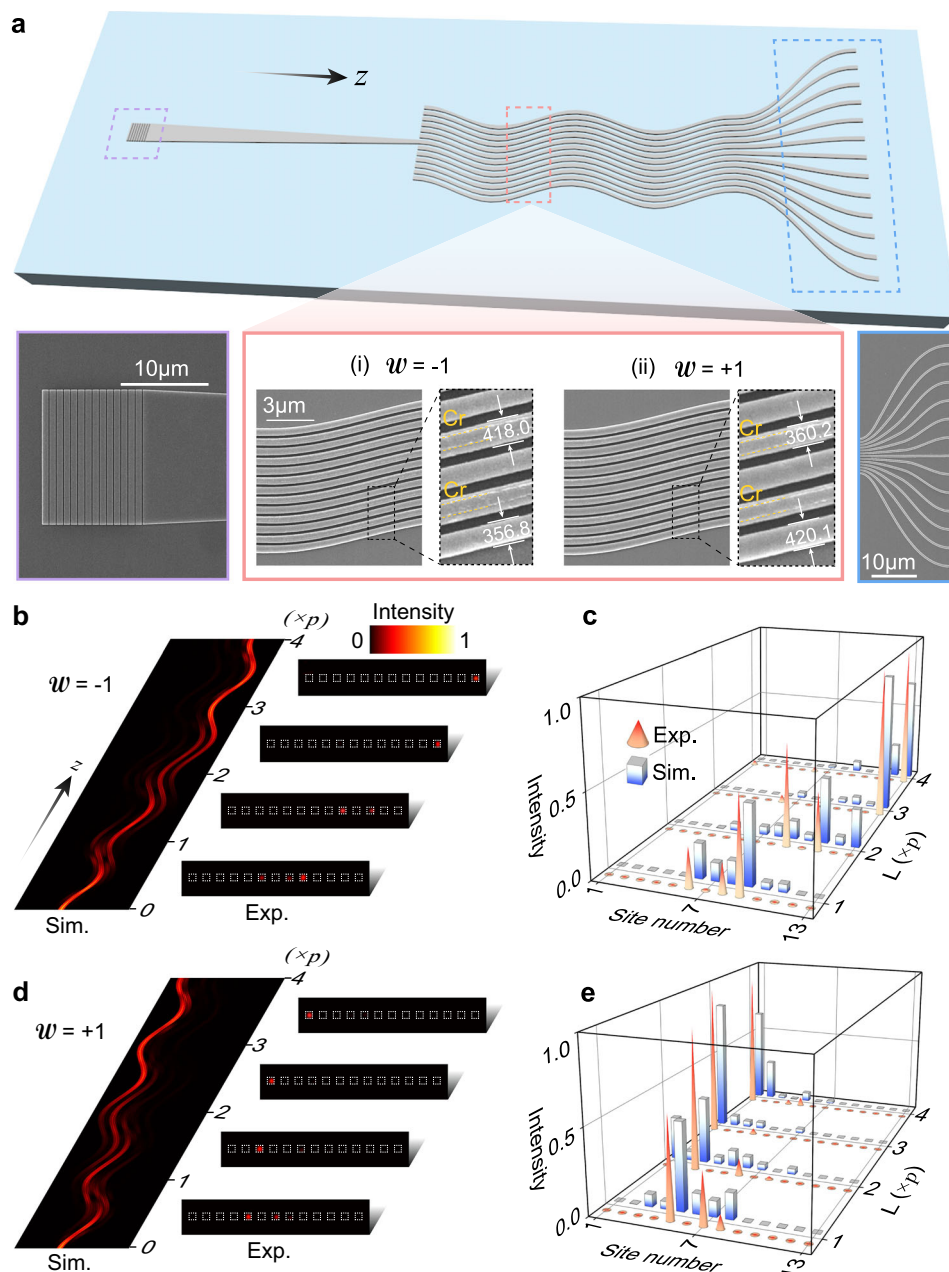 a
z
10μm
(i) w = -1
(ii) w = +1
3μm
Cr
418.0
Cr
356.8
Cr
360.2
Cr
420.1
10μm
b
w = -1
z
(×p)
4
3
2
1
0
Sim.
Intensity
0 1
Exp.
c
1.0
0.5
0.0
Intensity
Exp.
Sim.
1
7
13
Site number
1
2
3
4
L (×p)
d
w = +1
(×p)
4
3
2
1
0
Sim.
Exp.
e
1.0
0.5
0.0
Intensity
1
7
13
Site number
1
2
3
4
L (×p)